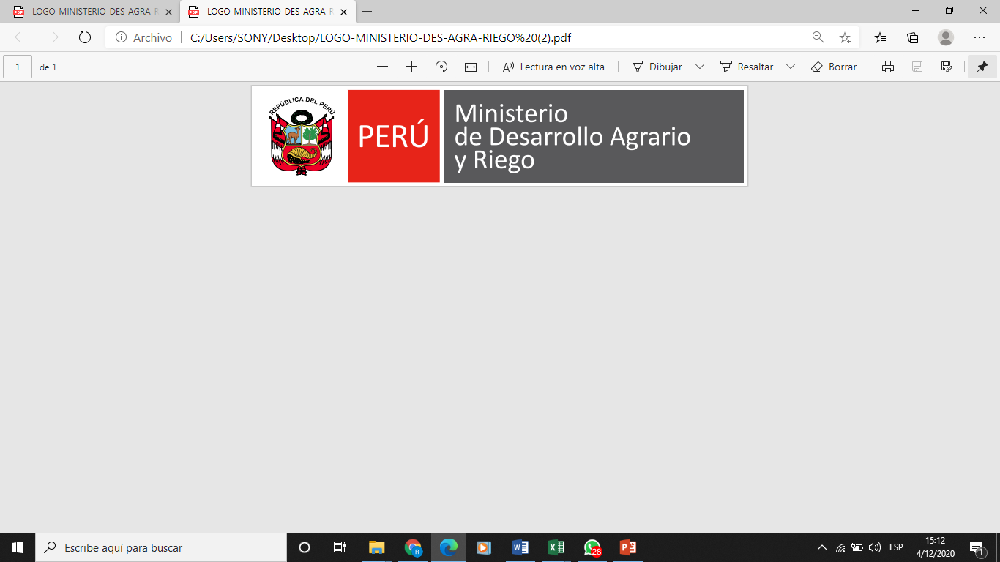 LOGO-MINISTERIO-DES-AGRA-R
LOGO-MINISTERIO-DES-AGRA-R
Archivo
C:/Users/SONY/Desktop/LOGO-MINISTERIO-DES-AGRA-RIEGO%20(2).pdf
1 de 1
Lectura en voz alta
Dibujar
Resaltar
Borrar
REPÚBLICA DEL PERÚ
PERÚ
Ministerio
de Desarrollo Agrario
y Riego
Escribe aquí para buscar
28
ESP
15:12
4/12/2020
1